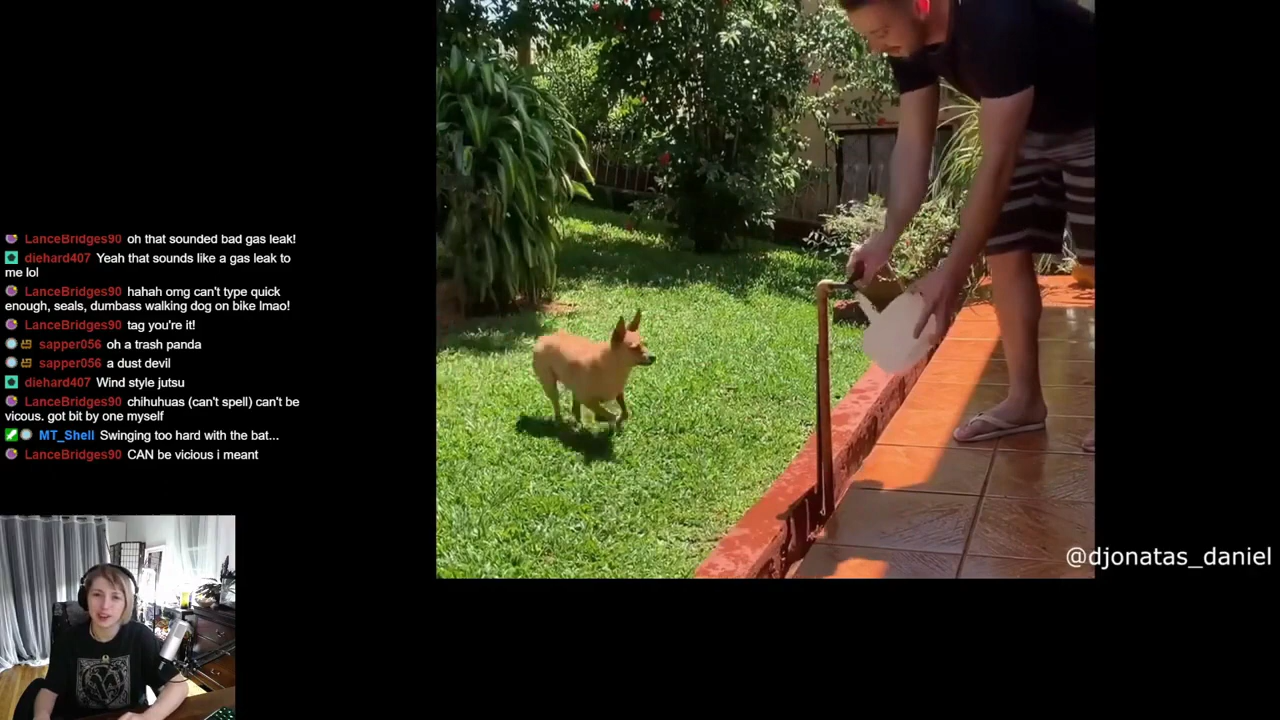 LanceBridges90 oh that sounded bad gas leak!
diehard407 Yeah that sounds like a gas leak to
me lol
LanceBridges90 hahah omg can't type quick
enough, seals, dumbass walking dog on bike lmao!
LanceBridges90 tag you're it!
sapper056 oh a trash panda
sapper056 a dust devil
diehard407 Wind style jutsu
LanceBridges90 chihuhuas (can't spell) can't be
vicous. got bit by one myself
MT_Shell Swinging too hard with the bat...
LanceBridges90 CAN be vicious i meant
@djonatas_daniel